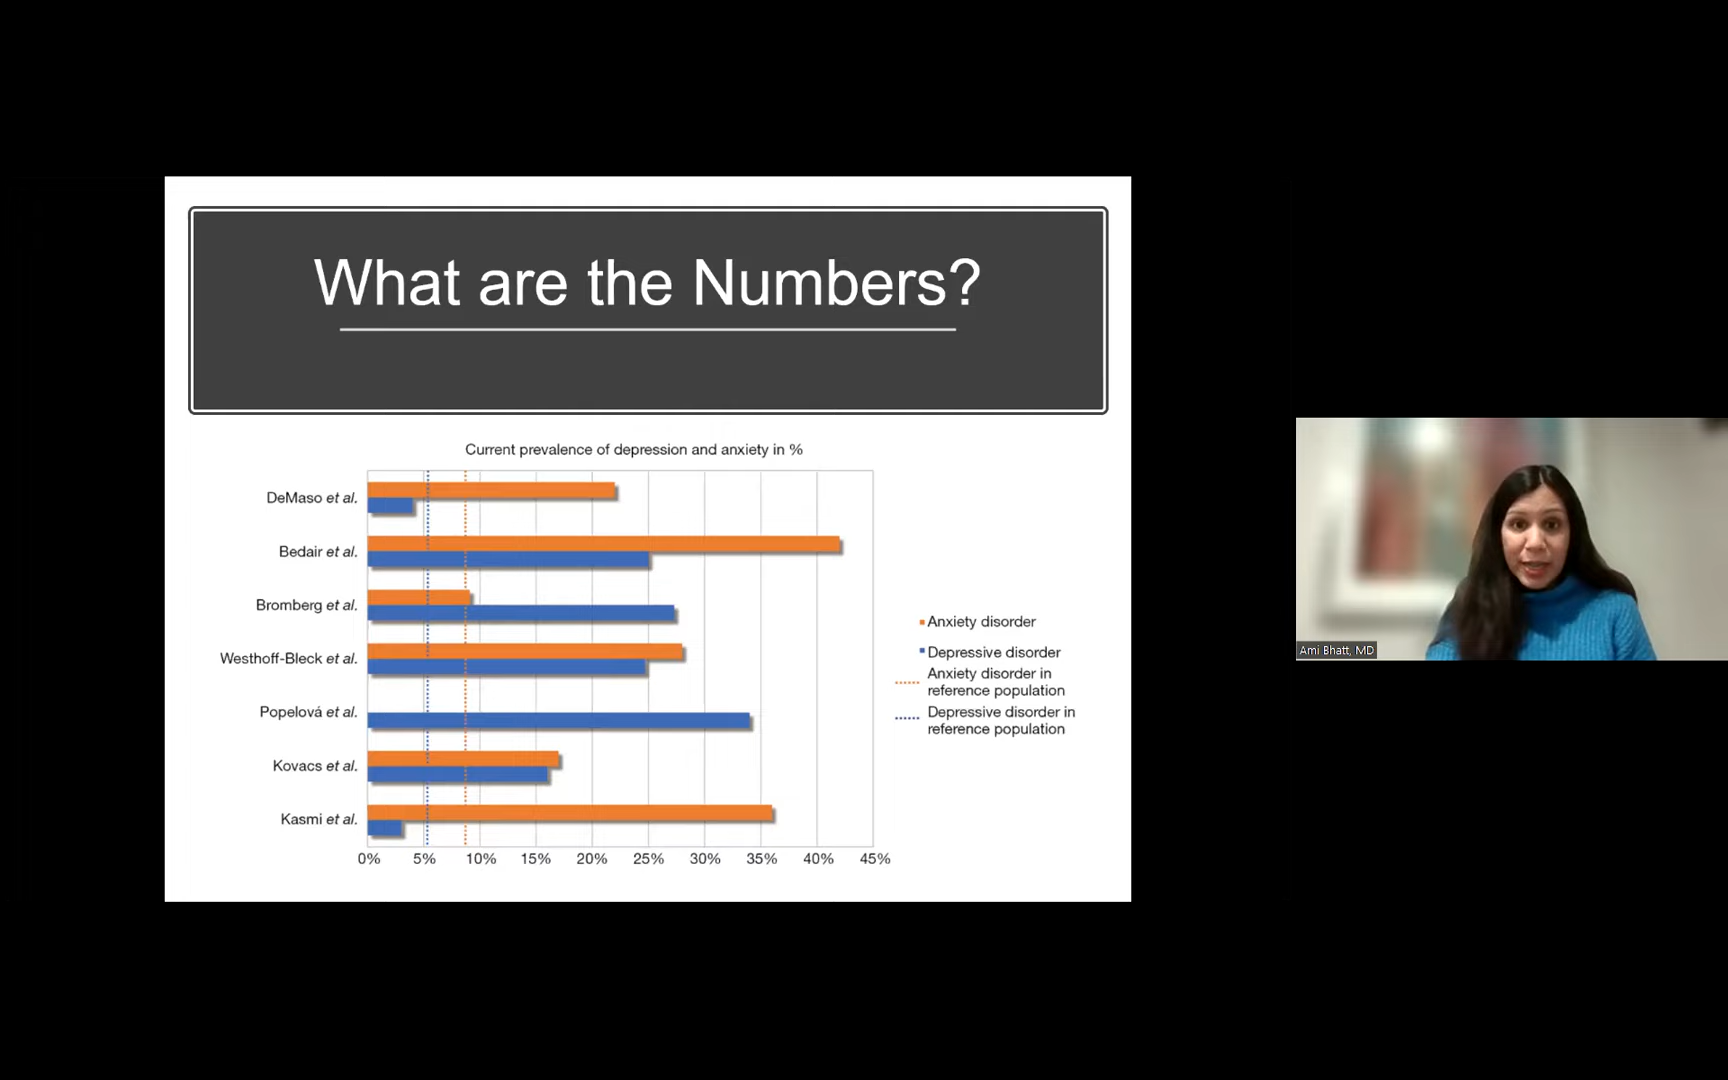 What are the Numbers?
Current prevalence of depression and anxiety in %
DeMaso et al.
Bedair et al.
Bromberg et al.
Westhoff-Bleck et al.
Popelová et al.
Kovacs et al.
Kasmi et al.
0% 5% 10% 15% 20% 25% 30% 35% 40% 45%
Anxiety disorder
Depressive disorder
Anxiety disorder in
reference population
Depressive disorder in
reference population
Ami Bhatt, MD